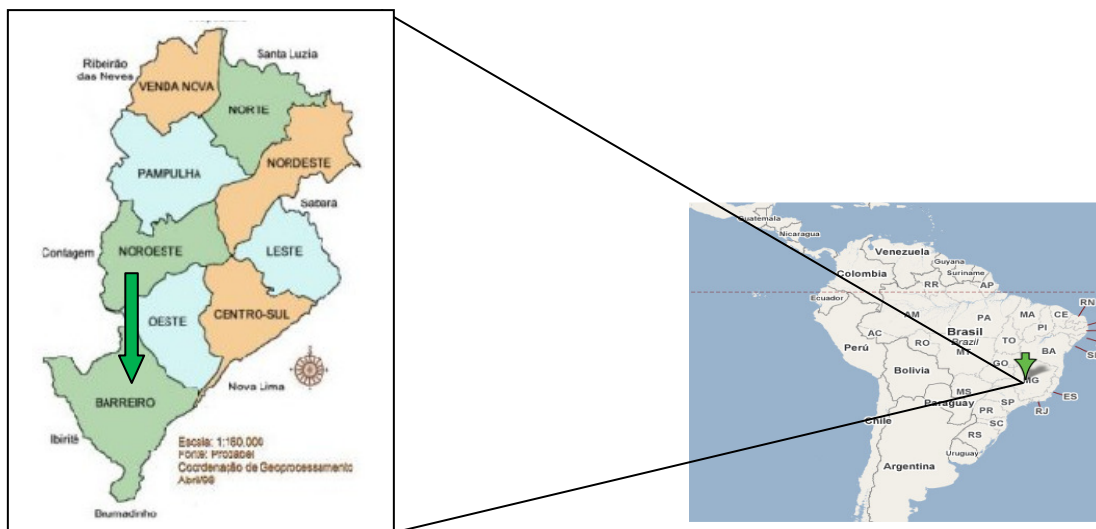 Ribeirão
das Neves
Santa Luzia
VENDA NOVA
NORTE
NORDESTE
PAMPULHA
Sabará
Contagem
NOROESTE
LESTE
OESTE
CENTRO-SUL
Nova Lima
BARREIRO
Ibirité
Escala: 1:160.000
Fonte: Prodabel
Coordenação de Geoprocessamento
Abril/99
Brumadinho
Guatemala
Nicaragua
Venezuela
Guyana
Suriname
Colombia
RR
AP
Ecuador
AM
PA
MA
CE
RN
Brasil
Brazil
PI
AC
RO
TO
Perú
MT
BA
GO
Bolivia
MG
MS
ES
Paraguay
SP
RJ
PR
Chile
SC
RS
Uruguay
Argentina